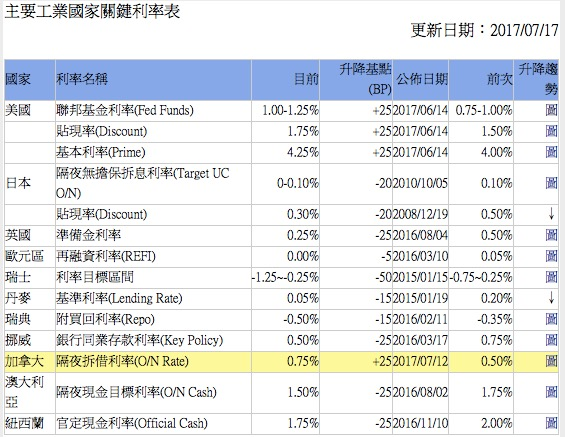 主要工業國家關鍵利率表
更新日期：2017/07/17
國家 利率名稱 目前 升降基點(BP) 公佈日期 前次 升降趨勢
美國 聯邦基金利率(Fed Funds) 1.00-1.25% +25 2017/06/14 0.75-1.00% 圖
貼現率(Discount) 1.75% +25 2017/06/14 1.50% 圖
基本利率(Prime) 4.25% +25 2017/06/14 4.00% 圖
日本 隔夜無擔保拆息利率(Target UC O/N) 0-0.10% -20 2010/10/05 0.10% 圖
貼現率(Discount) 0.30% -20 2008/12/19 0.50% ↓
英國 準備金利率 0.25% -25 2016/08/04 0.50% 圖
歐元區 再融資利率(REFI) 0.00% -5 2016/03/10 0.05% 圖
瑞士 利率目標區間 -1.25~-0.25% -50 2015/01/15 -0.75~0.25% 圖
丹麥 基準利率(Lending Rate) 0.05% -15 2015/01/19 0.20% ↓
瑞典 附買回利率(Repo) -0.50% -15 2016/02/11 -0.35% 圖
挪威 銀行同業存款利率(Key Policy) 0.50% -25 2016/03/17 0.75% 圖
加拿大 隔夜拆借利率(O/N Rate) 0.75% +25 2017/07/12 0.50% 圖
澳大利亞 隔夜現金目標利率(O/N Cash) 1.50% -25 2016/08/02 1.75% 圖
紐西蘭 官定現金利率(Official Cash) 1.75% -25 2016/11/10 2.00% 圖